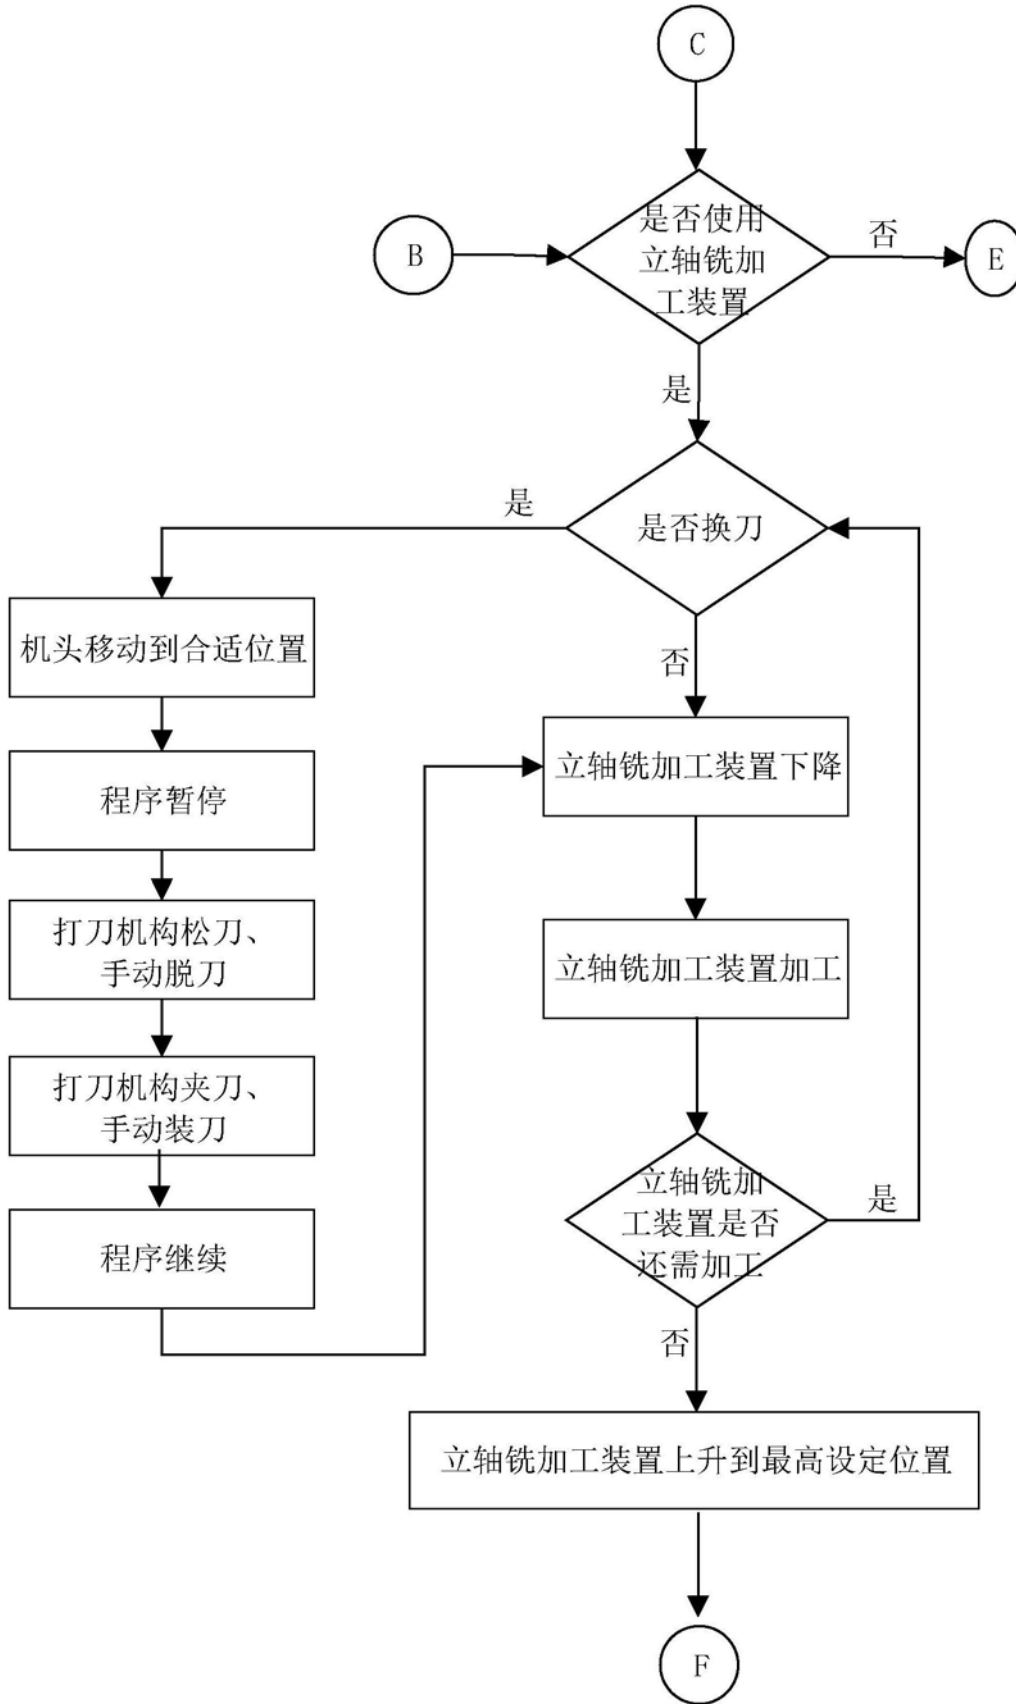 C
B
是否使用
立轴铣加
工装置
否
E
是
是
是否换刀
机头移动到合适位置
否
程序暂停
立轴铣加工装置下降
打刀机构松刀、
手动脱刀
立轴铣加工装置加工
打刀机构夹刀、
手动装刀
立轴铣加
工装置是否
还需加工
是
程序继续
否
立轴铣加工装置上升到最高设定位置
F